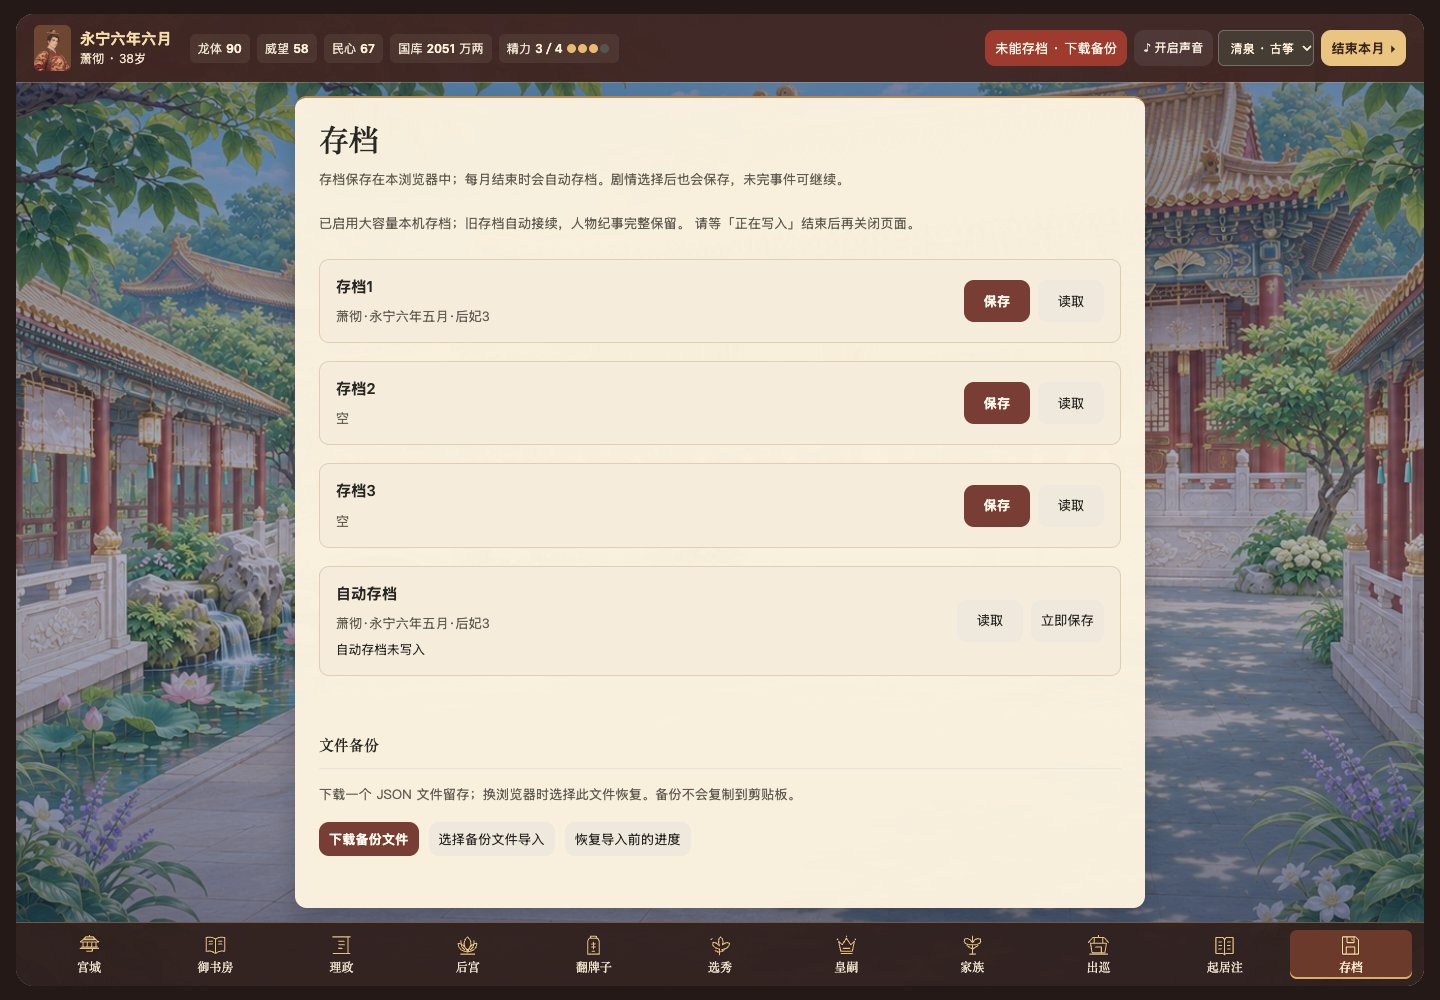 永宁六年六月
萧彻 · 38岁
龙体 90
威望 58
民心 67
国库 2051 万两
精力 3 / 4
未能存档 · 下载备份
♪ 开启声音
清泉 · 古筝
结束本月 ▸
存档
存档保存在本浏览器中；每月结束时会自动存档。剧情选择后也会保存，未完事件可继续。
已启用大容量本机存档；旧存档自动接续，人物纪事完整保留。 请等「正在写入」结束后再关闭页面。
存档1
萧彻·永宁六年五月·后妃3
保存
读取
存档2
空
保存
读取
存档3
空
保存
读取
自动存档
萧彻·永宁六年五月·后妃3
自动存档未写入
读取
立即保存
文件备份
下载一个 JSON 文件留存；换浏览器时选择此文件恢复。备份不会复制到剪贴板。
下载备份文件
选择备份文件导入
恢复导入前的进度
宫城
御书房
理政
后宫
翻牌子
选秀
皇嗣
家族
出巡
起居注
存档